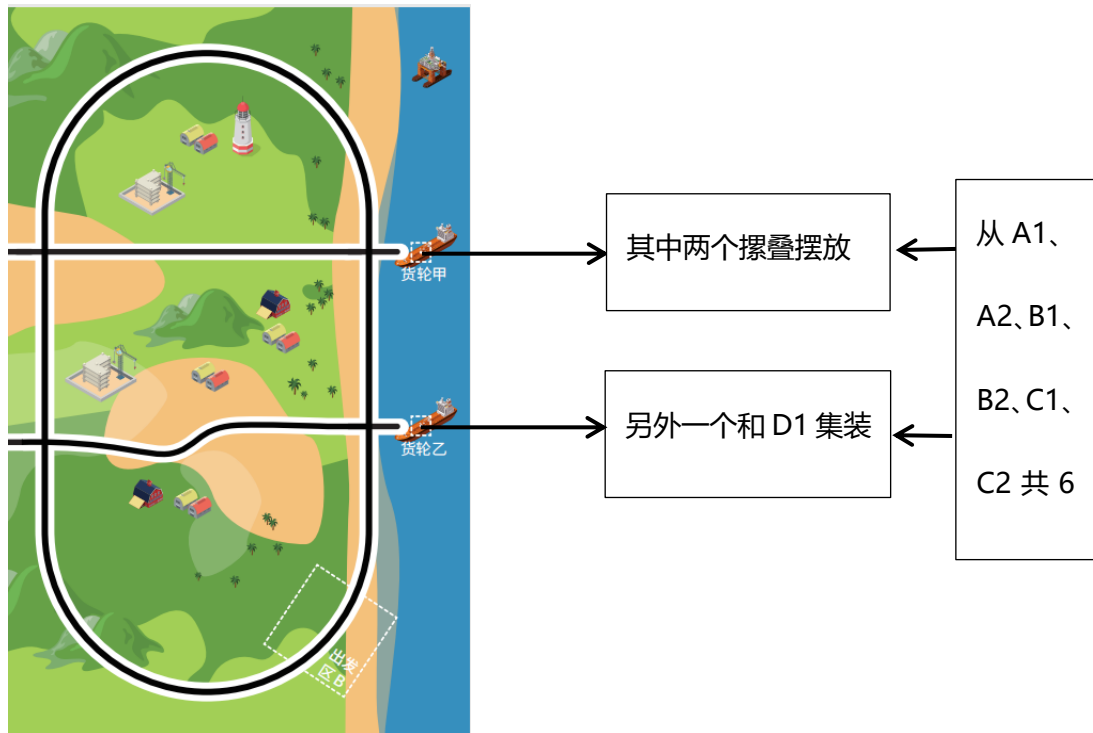 货轮甲
货轮乙
出发
区 B
其中两个摞叠摆放
另外一个和 D1 集装
从 A1、
A2、B1、
B2、C1、
C2 共 6